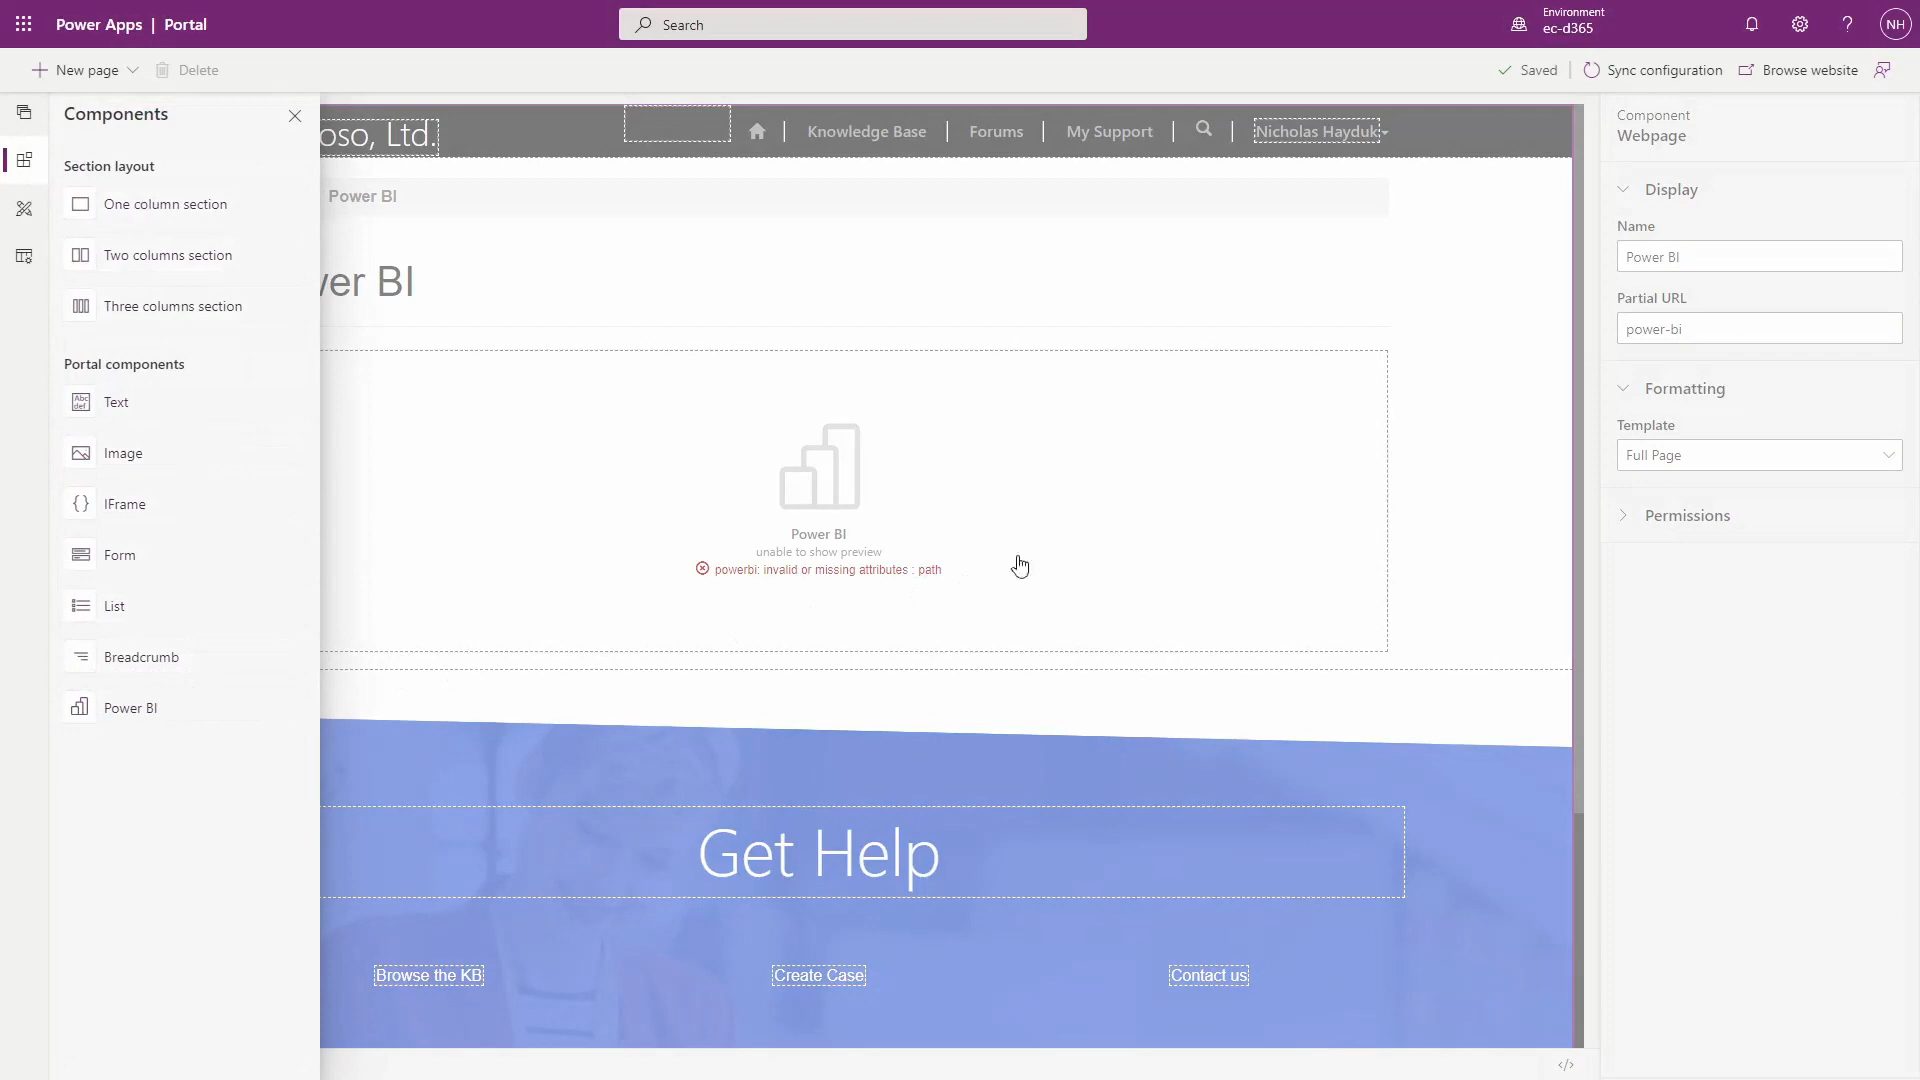 Power Apps | Portal
Search
Environment
ec-d365
NH
New page
Delete
Saved
Sync configuration
Browse website
Components
Section layout
One column section
Two columns section
Three columns section
Portal components
Abc
def
Text
Image
IFrame
Form
List
Breadcrumb
Power BI
oso, Ltd.
Knowledge Base
Forums
My Support
Nicholas Hayduk
Power BI
wer BI
Power BI
unable to show preview
powerbi: invalid or missing attributes : path
Get Help
Browse the KB
Create Case
Contact us
Component
Webpage
Display
Name
Power BI
Partial URL
power-bi
Formatting
Template
Full Page
Permissions